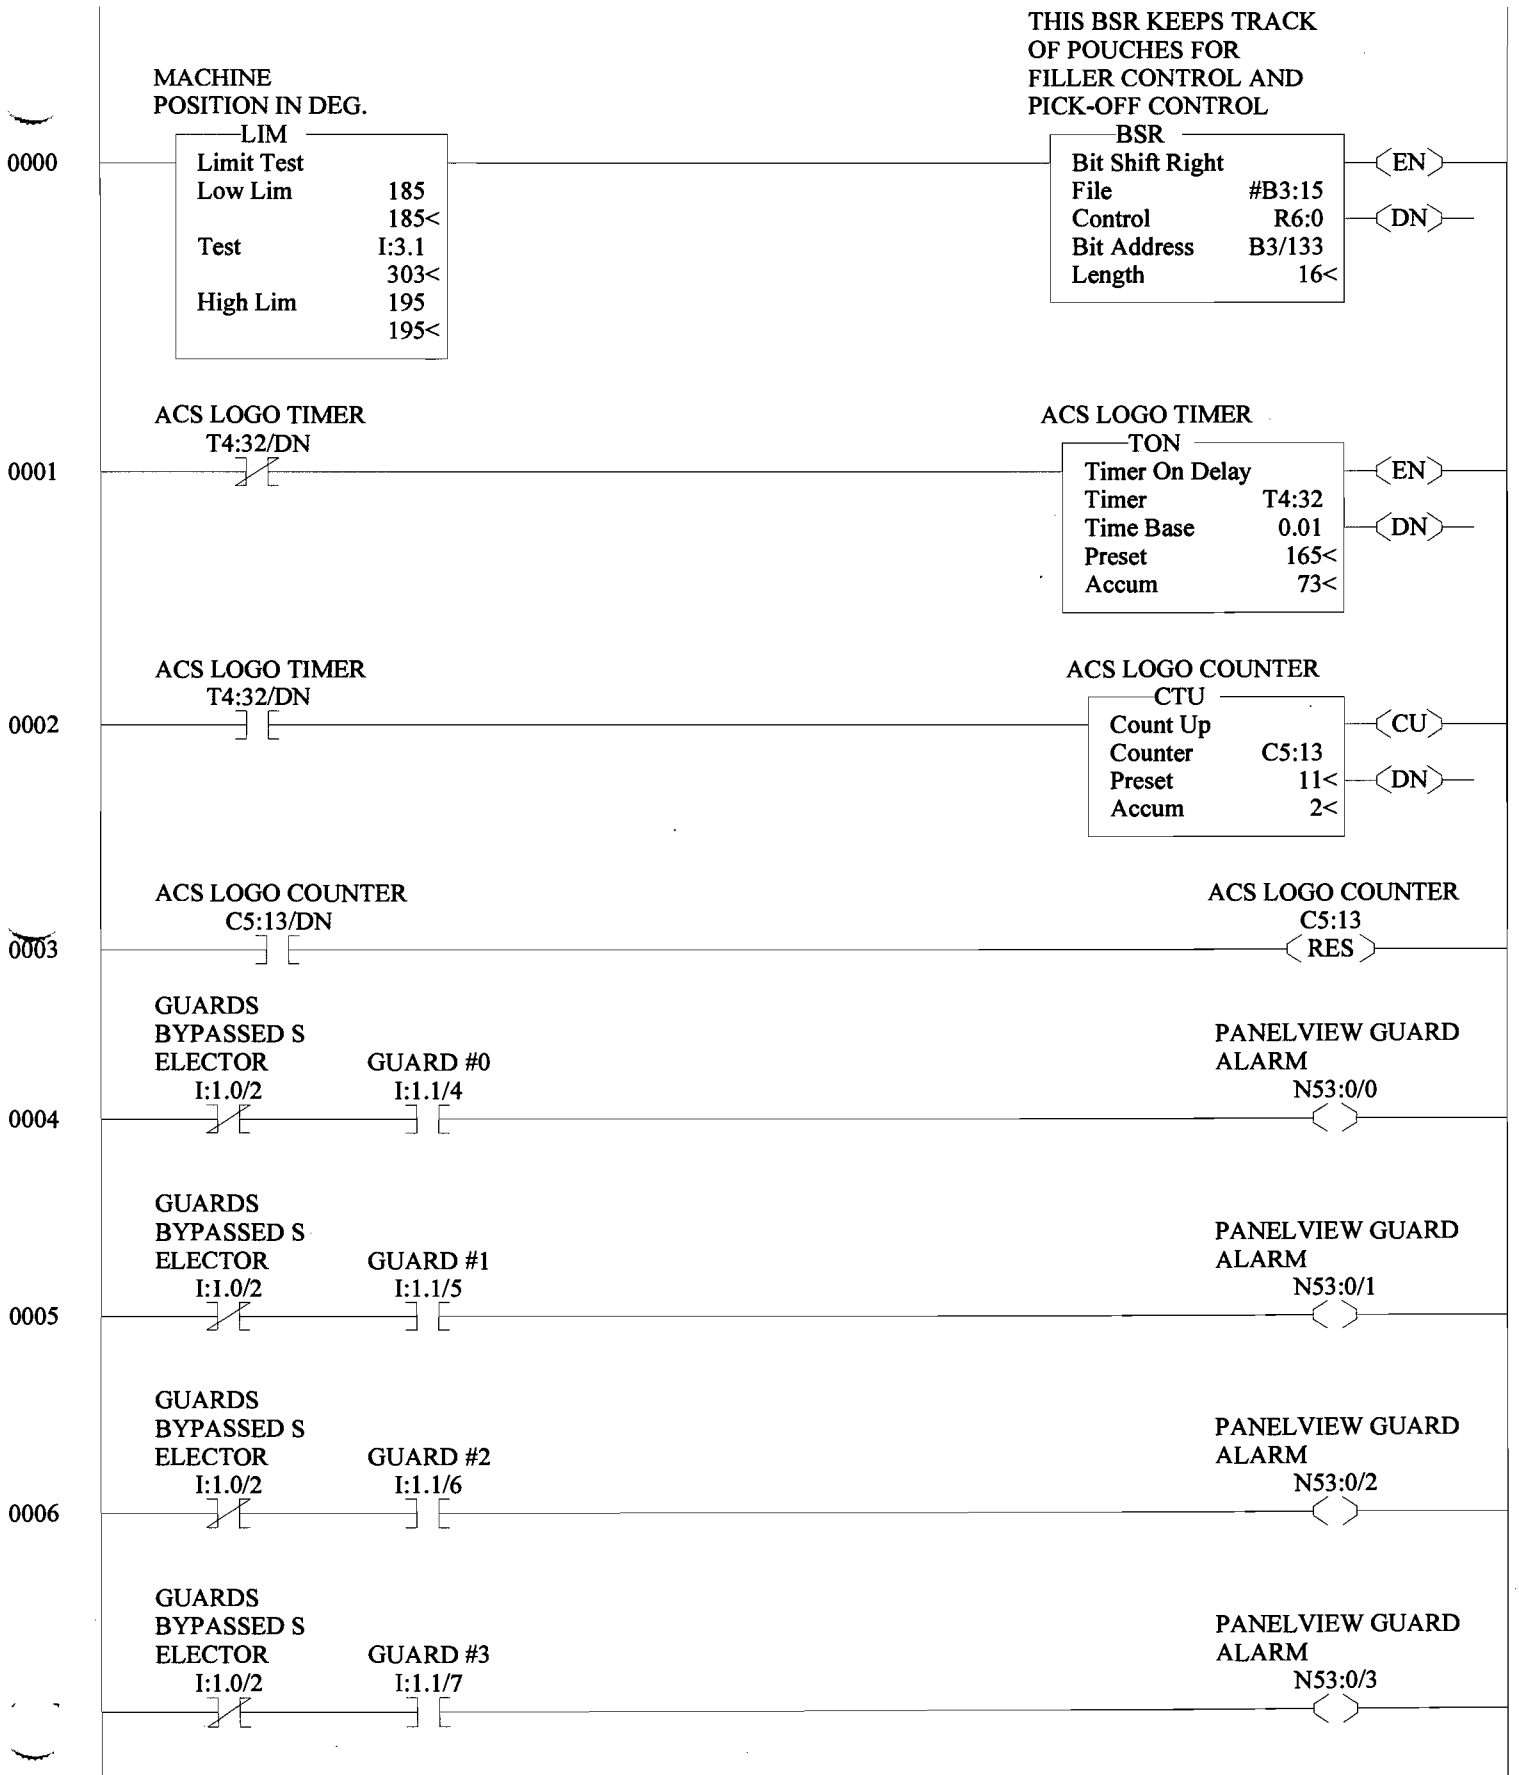 THIS BSR KEEPS TRACK
OF POUCHES FOR
FILLER CONTROL AND
PICK-OFF CONTROL
MACHINE
POSITION IN DEG.
0000
LIM
Limit Test
Low Lim 185
185<
Test I:3.1
303<
High Lim 195
195<
BSR
Bit Shift Right
File #B3:15
Control R6:0
Bit Address B3/133
Length 16<
EN
DN
ACS LOGO TIMER
T4:32/DN
0001
ACS LOGO TIMER
TON
Timer On Delay
Timer T4:32
Time Base 0.01
Preset 165<
Accum 73<
EN
DN
ACS LOGO TIMER
T4:32/DN
0002
ACS LOGO COUNTER
CTU
Count Up
Counter C5:13
Preset 11<
Accum 2<
CU
DN
ACS LOGO COUNTER
C5:13/DN
0003
ACS LOGO COUNTER
C5:13
RES
GUARDS
BYPASSED S
ELECTOR
I:1.0/2
GUARD #0
I:1.1/4
PANELVIEW GUARD
ALARM
N53:0/0
0004
GUARDS
BYPASSED S
ELECTOR
I:1.0/2
GUARD #1
I:1.1/5
PANELVIEW GUARD
ALARM
N53:0/1
0005
GUARDS
BYPASSED S
ELECTOR
I:1.0/2
GUARD #2
I:1.1/6
PANELVIEW GUARD
ALARM
N53:0/2
0006
GUARDS
BYPASSED S
ELECTOR
I:1.0/2
GUARD #3
I:1.1/7
PANELVIEW GUARD
ALARM
N53:0/3